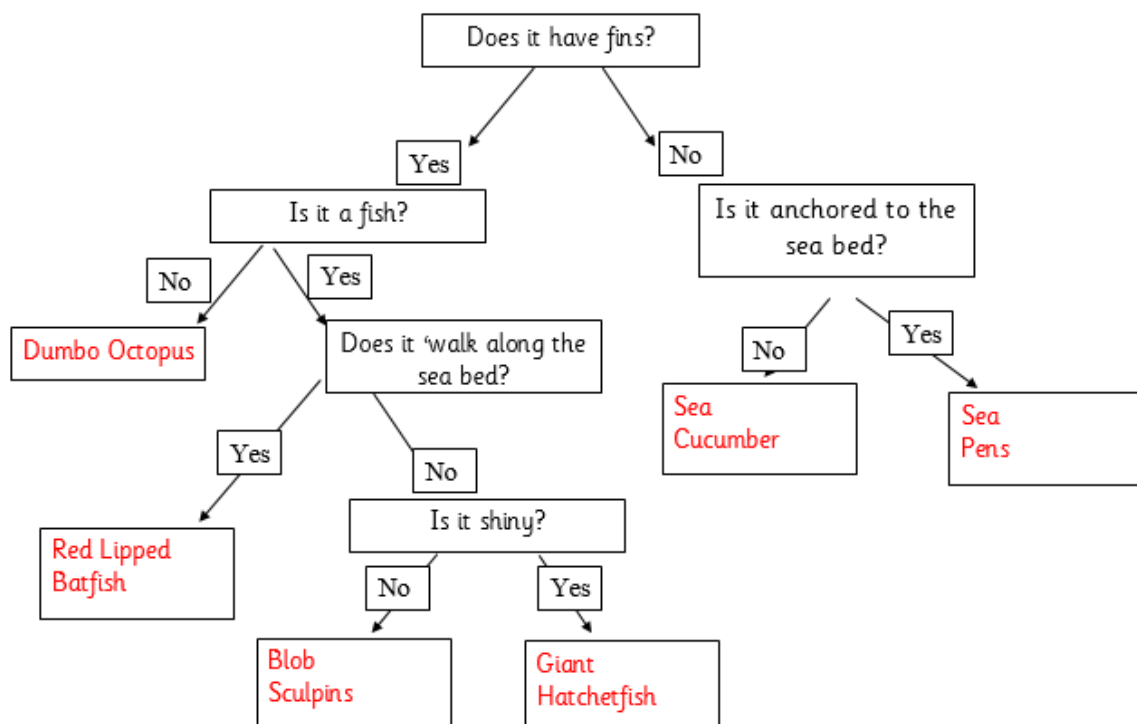 Does it have fins?
Yes
No
Is it a fish?
Is it anchored to the
sea bed?
No
Yes
No
Yes
Dumbo Octopus
Does it ‘walk along the
sea bed?
Sea
Cucumber
Sea
Pens
Yes
No
Is it shiny?
Red Lipped
Batfish
No
Yes
Blob
Sculpins
Giant
Hatchetfish